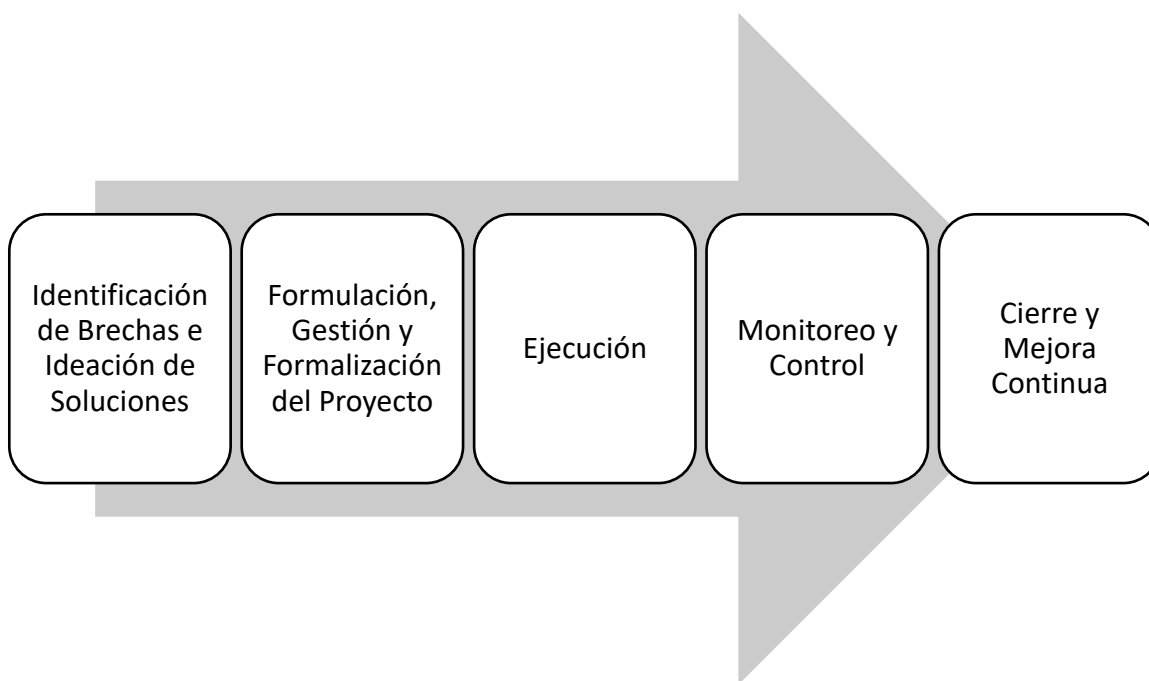 Identificación
de Brechas e
Ideación de
Soluciones
Formulación,
Gestión y
Formalización
del Proyecto
Ejecución
Monitoreo y
Control
Cierre y
Mejora
Continua